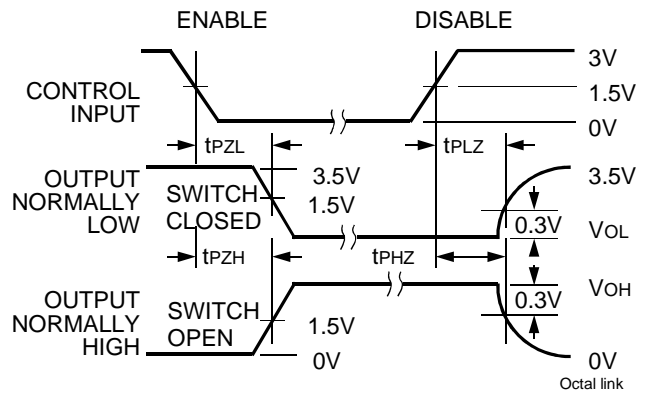 ENABLE DISABLE
3V
CONTROL
INPUT
1.5V
0V
tPZL tPLZ
OUTPUT
NORMALLY
LOW
SWITCH
CLOSED
3.5V
1.5V
3.5V
0.3V
VOL
tPZH tPHZ
OUTPUT
NORMALLY
HIGH
SWITCH
OPEN
1.5V
0V
VOH
0.3V
0V
Octal link